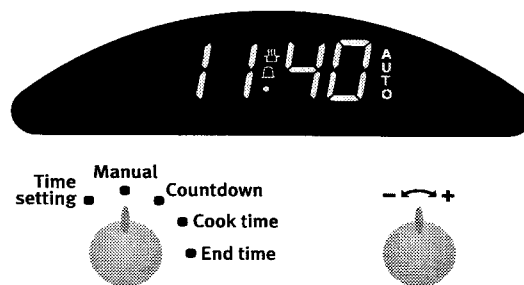 11:40
AUTO
Manual
Time
setting
Countdown
Cook time
End time
- +